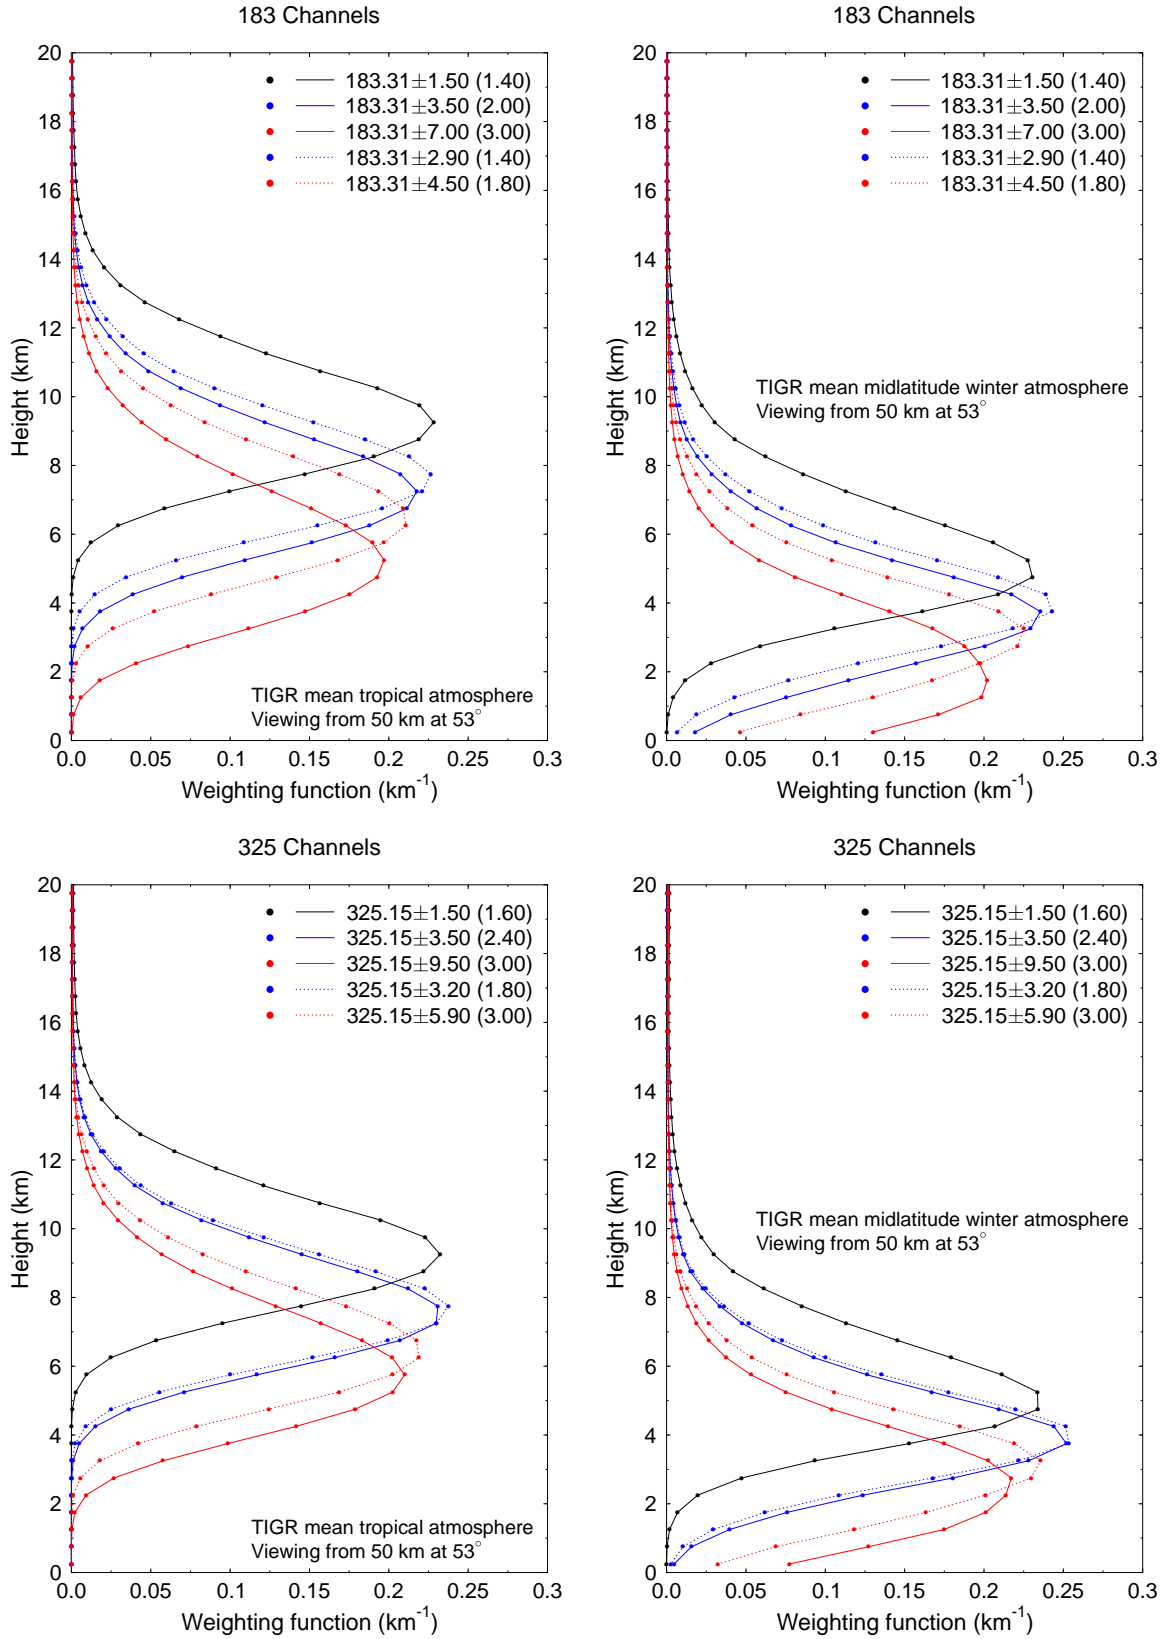 183 Channels
20
18
16
14
12
10
8
6
4
2
0
Height (km)
183.31±1.50 (1.40)
183.31±3.50 (2.00)
183.31±7.00 (3.00)
183.31±2.90 (1.40)
183.31±4.50 (1.80)
TIGR mean tropical atmosphere
Viewing from 50 km at 53°
0.0 0.05 0.1 0.15 0.2 0.25 0.3
Weighting function (km⁻¹)
183 Channels
20
18
16
14
12
10
8
6
4
2
0
Height (km)
183.31±1.50 (1.40)
183.31±3.50 (2.00)
183.31±7.00 (3.00)
183.31±2.90 (1.40)
183.31±4.50 (1.80)
TIGR mean midlatitude winter atmosphere
Viewing from 50 km at 53°
0.0 0.05 0.1 0.15 0.2 0.25 0.3
Weighting function (km⁻¹)
325 Channels
20
18
16
14
12
10
8
6
4
2
0
Height (km)
325.15±1.50 (1.60)
325.15±3.50 (2.40)
325.15±9.50 (3.00)
325.15±3.20 (1.80)
325.15±5.90 (3.00)
TIGR mean tropical atmosphere
Viewing from 50 km at 53°
0.0 0.05 0.1 0.15 0.2 0.25 0.3
Weighting function (km⁻¹)
325 Channels
20
18
16
14
12
10
8
6
4
2
0
Height (km)
325.15±1.50 (1.60)
325.15±3.50 (2.40)
325.15±9.50 (3.00)
325.15±3.20 (1.80)
325.15±5.90 (3.00)
TIGR mean midlatitude winter atmosphere
Viewing from 50 km at 53°
0.0 0.05 0.1 0.15 0.2 0.25 0.3
Weighting function (km⁻¹)